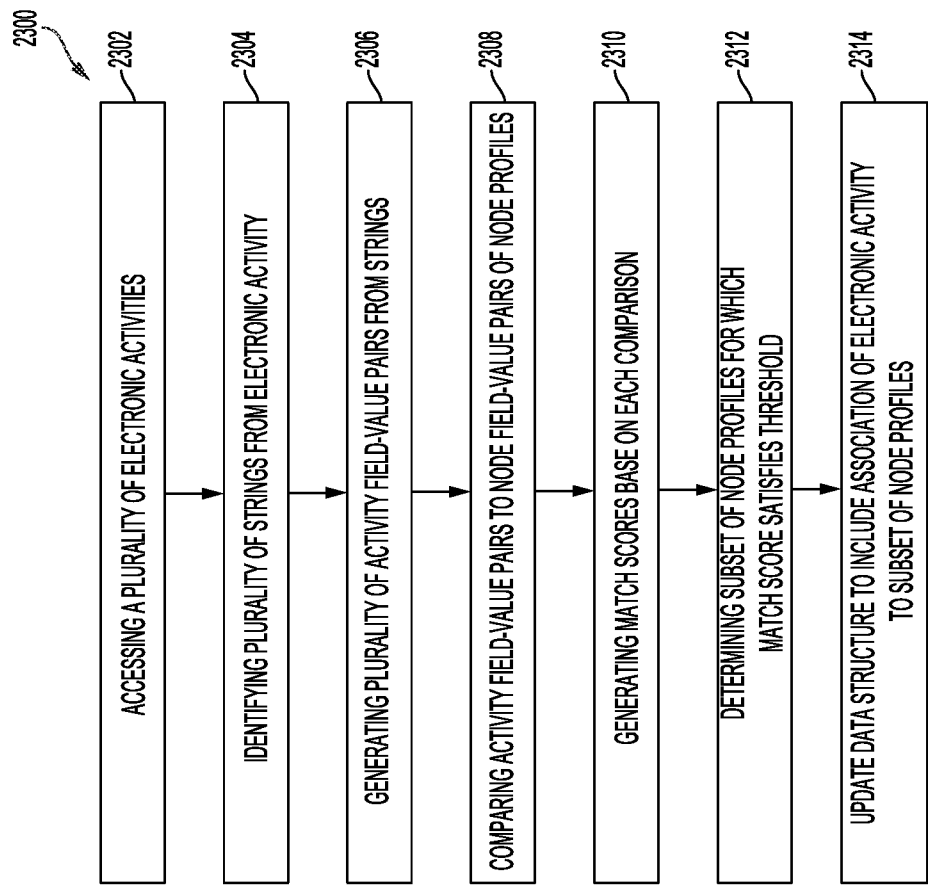 2300
ACCESSING A PLURALITY OF ELECTRONIC ACTIVITIES
2302
IDENTIFYING PLURALITY OF STRINGS FROM ELECTRONIC ACTIVITY
2304
GENERATING PLURALITY OF ACTIVITY FIELD-VALUE PAIRS FROM STRINGS
2306
COMPARING ACTIVITY FIELD-VALUE PAIRS TO NODE FIELD-VALUE PAIRS OF NODE PROFILES
2308
GENERATING MATCH SCORES BASE ON EACH COMPARISON
2310
DETERMINING SUBSET OF NODE PROFILES FOR WHICH
MATCH SCORE SATISFIES THRESHOLD
2312
UPDATE DATA STRUCTURE TO INCLUDE ASSOCIATION OF ELECTRONIC ACTIVITY
TO SUBSET OF NODE PROFILES
2314